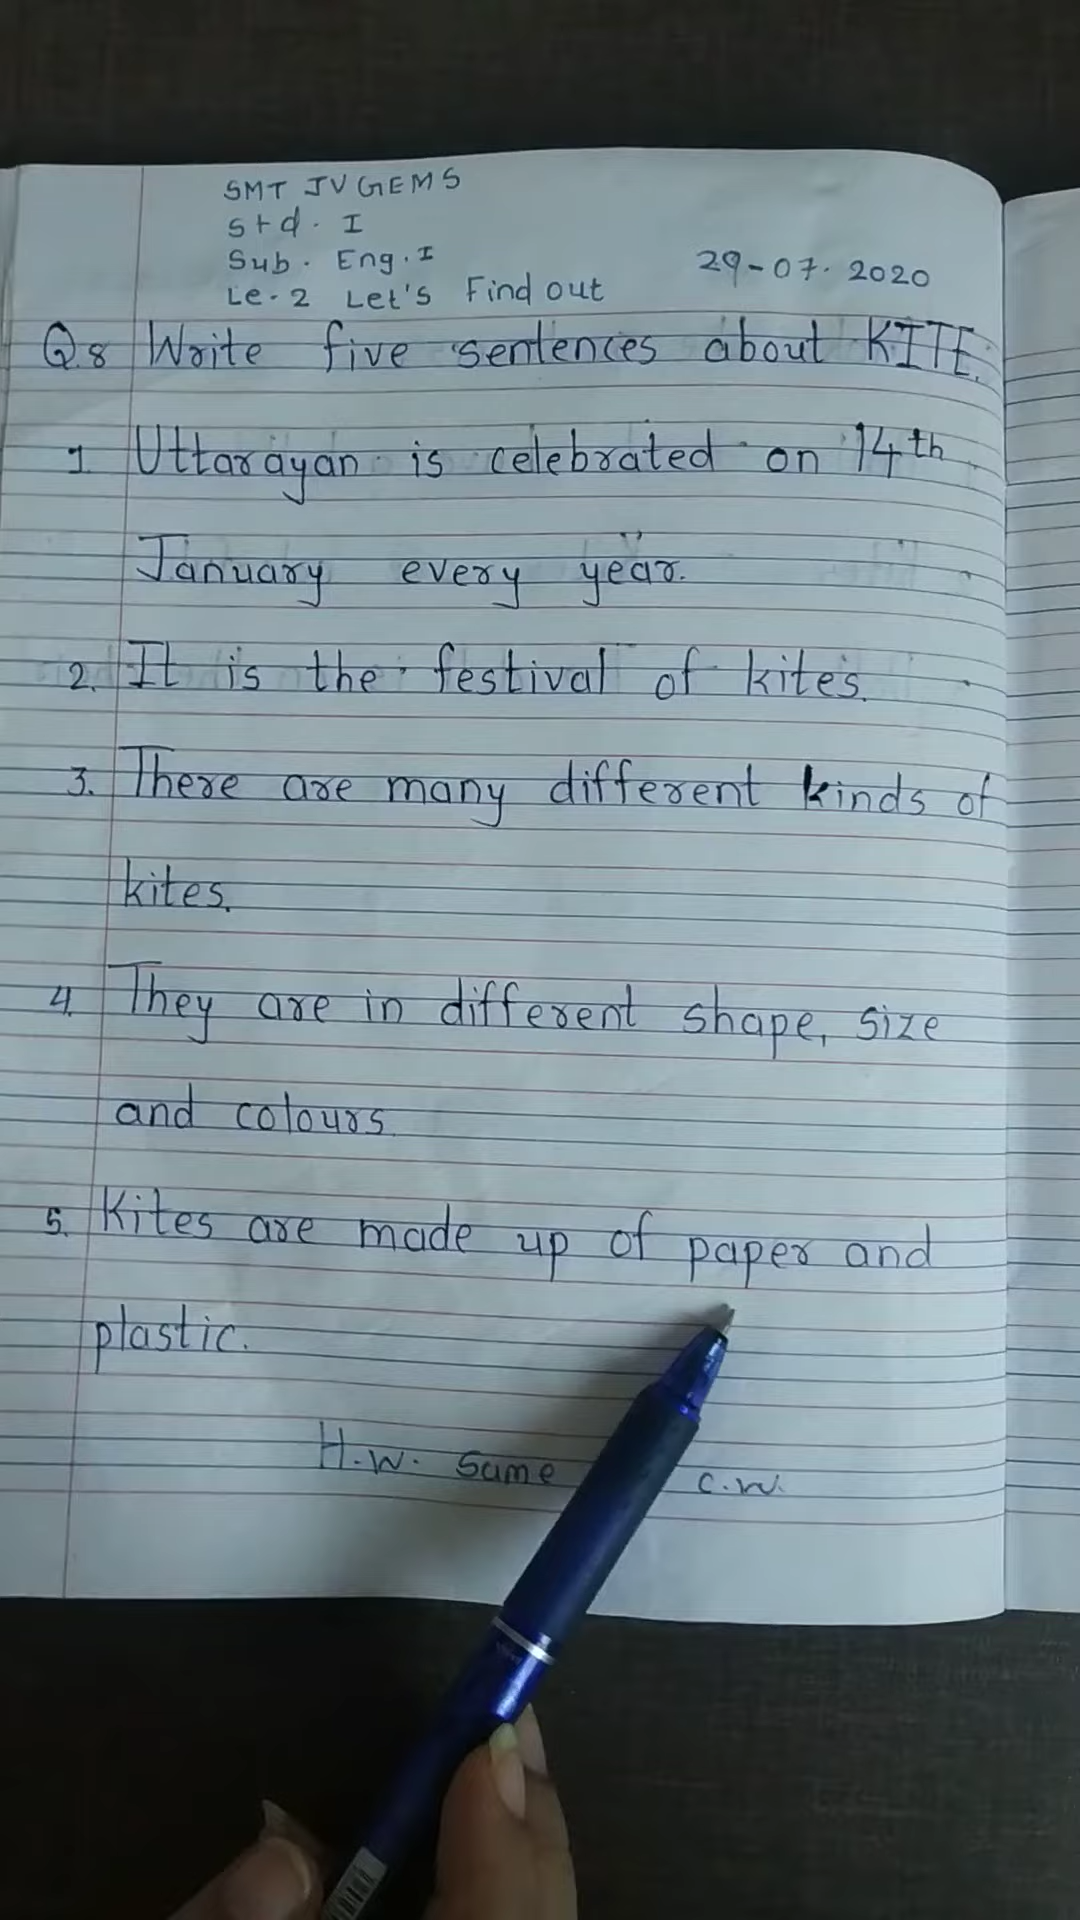 SMT JV GEMS
Std. I
Sub. Eng. I
29-07-2020
Le-2 Let's Find out
Q.8 Write five sentences about KITE.
1. Uttarayan is celebrated on 14th
January every year.
2. It is the festival of kites.
3. There are many different kinds of
kites.
4. They are in different shape, size
and colours.
5. Kites are made up of paper and
plastic.
H.W. Same C.W.